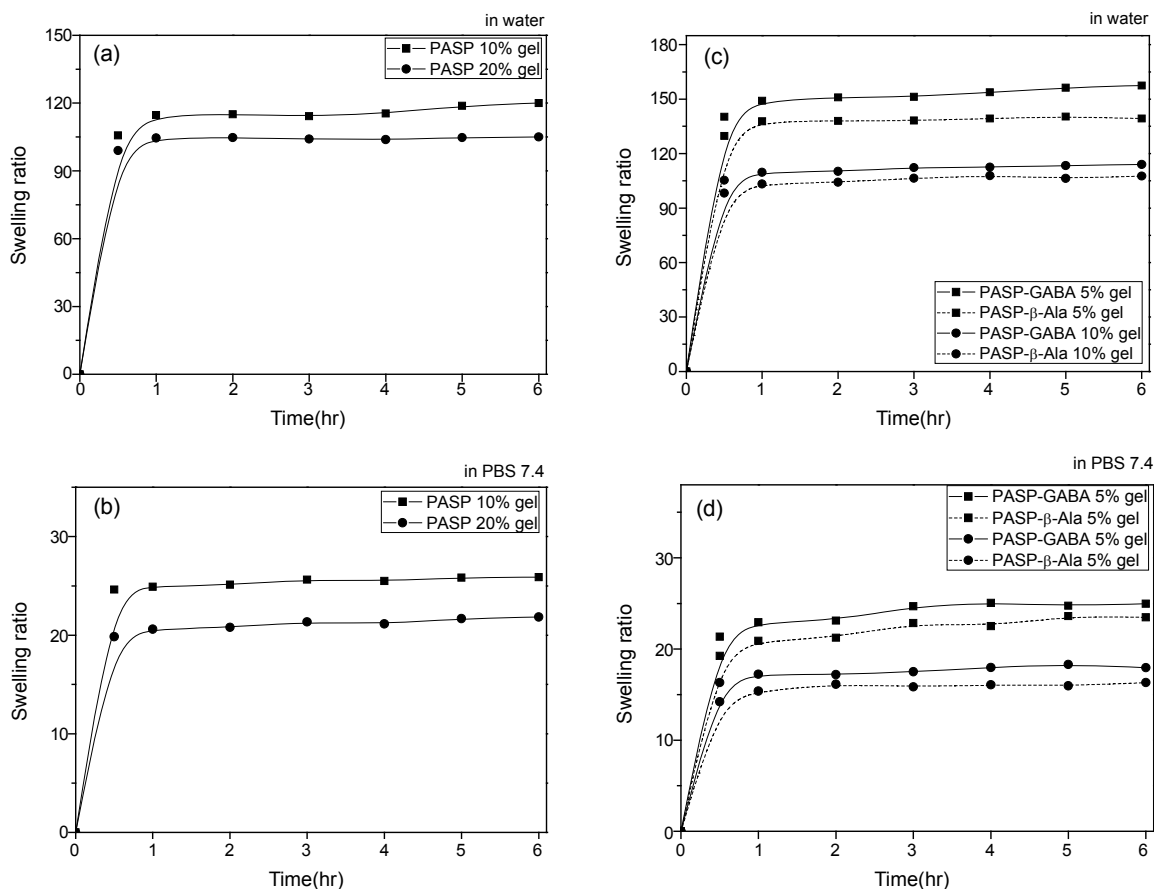 in water
(a)
PASP 10% gel
PASP 20% gel
150
120
90
60
30
0
Swelling ratio
0 1 2 3 4 5 6
Time(hr)
in water
(c)
180
150
120
90
60
30
0
Swelling ratio
PASP-GABA 5% gel
PASP-β-Ala 5% gel
PASP-GABA 10% gel
PASP-β-Ala 10% gel
0 1 2 3 4 5 6
Time(hr)
in PBS 7.4
(b)
PASP 10% gel
PASP 20% gel
30
20
10
0
Swelling ratio
0 1 2 3 4 5 6
Time(hr)
in PBS 7.4
(d)
PASP-GABA 5% gel
PASP-β-Ala 5% gel
PASP-GABA 5% gel
PASP-β-Ala 5% gel
30
20
10
0
Swelling ratio
0 1 2 3 4 5 6
Time(hr)